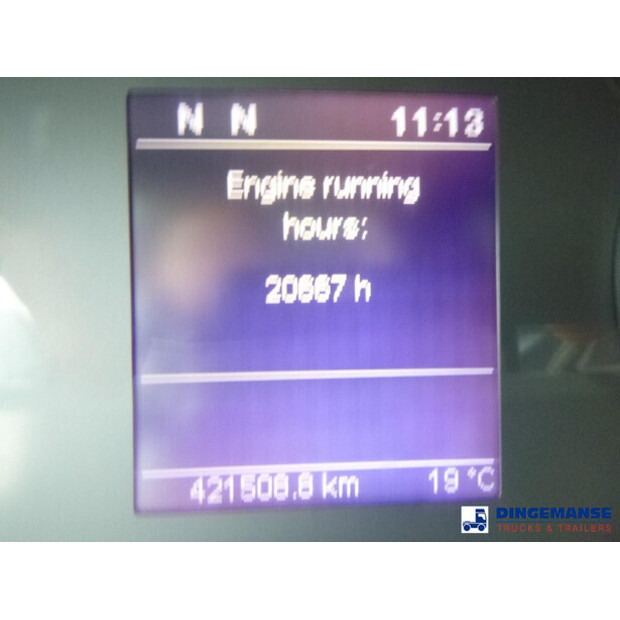 N N 11:13
Engine running
hours:
20667 h
421508,8 km 19 °C
DINGEMANSE
TRUCKS & TRAILERS